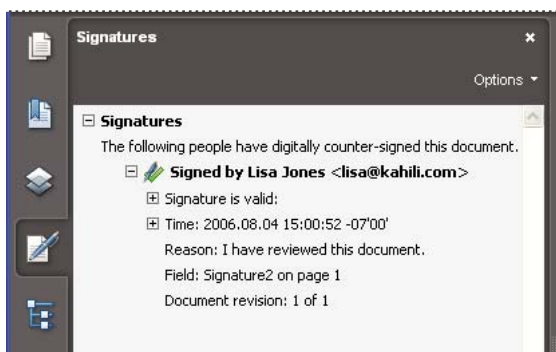 Signatures
Options
Signatures
The following people have digitally counter-signed this document.
Signed by Lisa Jones <lisa@kahili.com>
Signature is valid:
Time: 2006.08.04 15:00:52 -07'00'
Reason: I have reviewed this document.
Field: Signature2 on page 1
Document revision: 1 of 1